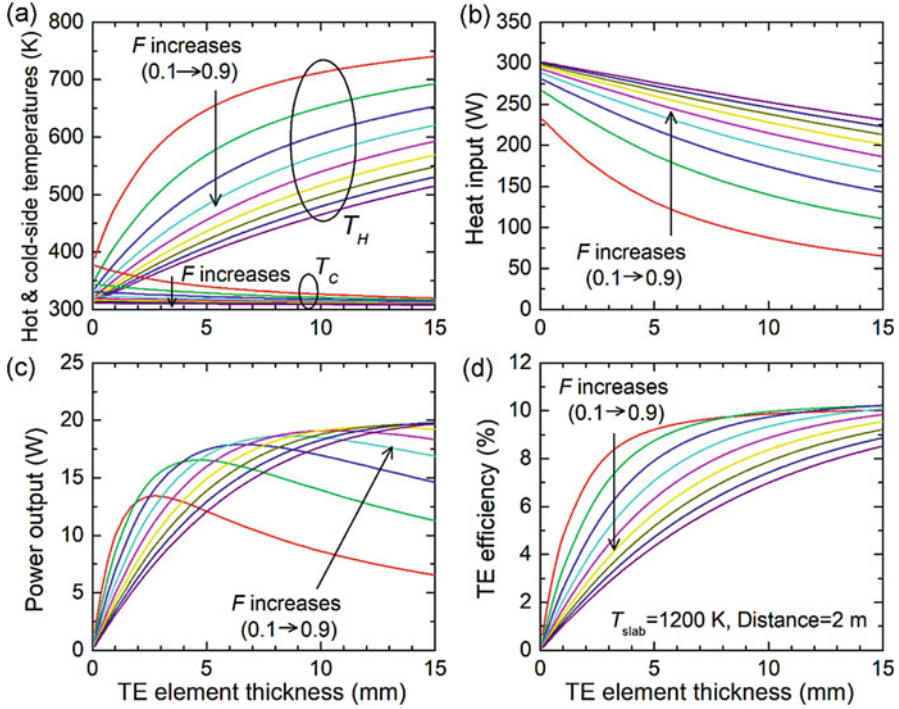 (a)
Hot & cold-side temperatures (K)
800
700
600
500
400
300
F increases
(0.1→0.9)
T_H
F increases
T_C
0 5 10 15
(b)
Heat input (W)
350
300
250
200
150
100
50
0
F increases
(0.1→0.9)
0 5 10 15
(c)
Power output (W)
25
20
15
10
5
0
F increases
(0.1→0.9)
0 5 10 15
TE element thickness (mm)
(d)
TE efficiency (%)
12
10
8
6
4
2
0
F increases
(0.1→0.9)
T_slab=1200 K, Distance=2 m
0 5 10 15
TE element thickness (mm)